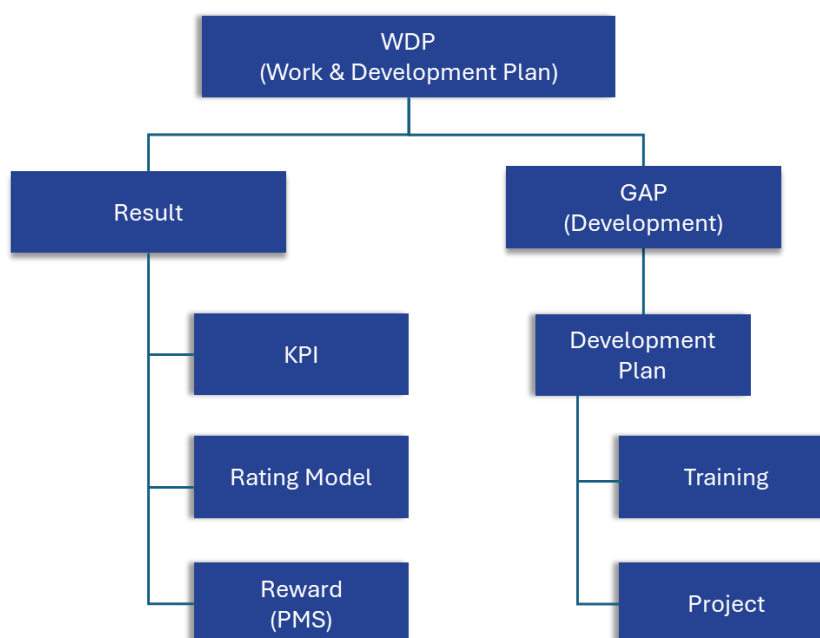 WDP
(Work & Development Plan)
Result
GAP
(Development)
KPI
Development
Plan
Rating Model
Training
Reward
(PMS)
Project